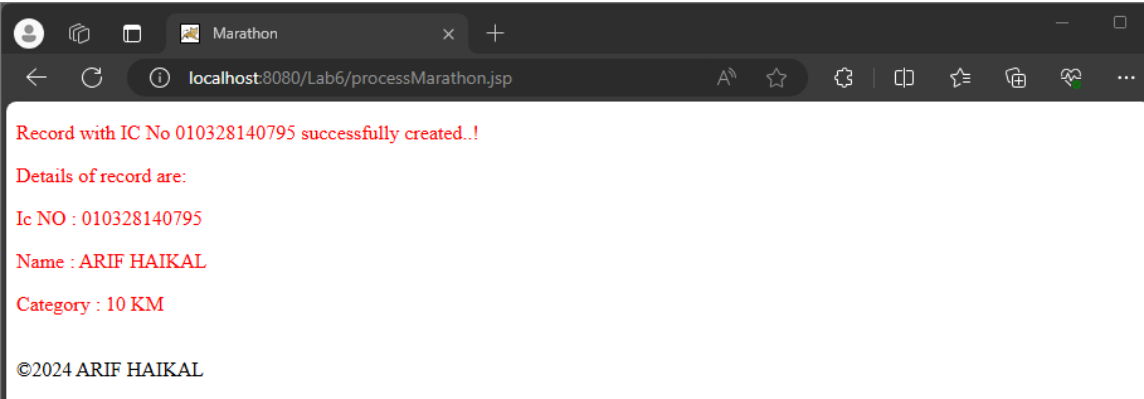 Marathon
localhost:8080/Lab6/processMarathon.jsp
Record with IC No 010328140795 successfully created..!
Details of record are:
Ic NO : 010328140795
Name : ARIF HAIKAL
Category : 10 KM
©2024 ARIF HAIKAL